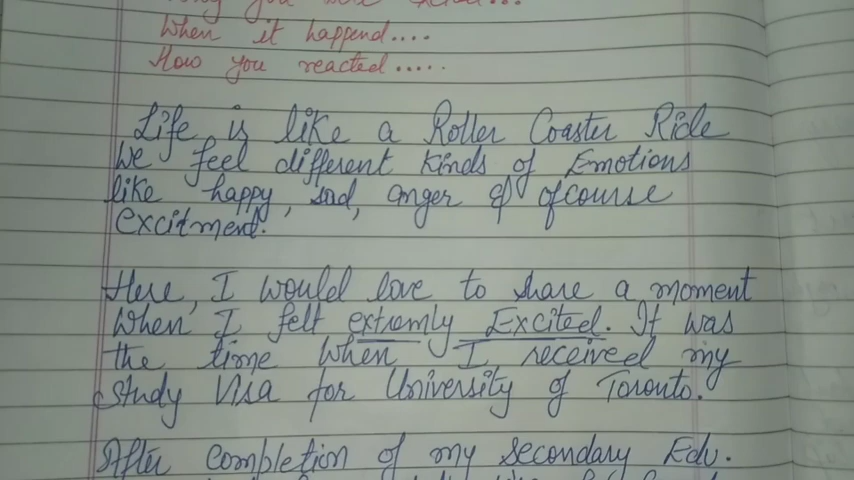 you
When it happend....
How you reacted.....
Life is like a Roller Coaster Ride
We feel different kinds of Emotions
like happy, sad, anger & ofcourse
excitment.
Here, I would love to share a moment
When I felt extremly Excited. It was
the time When I received my
study Visa for University of Toronto.
After completion of my secondary Edu.